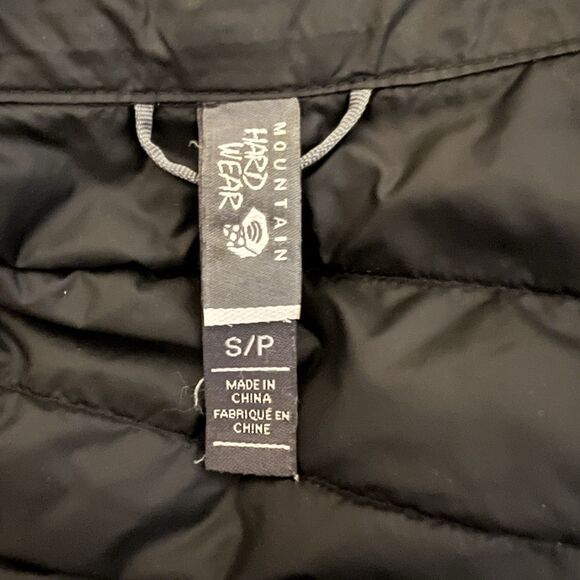 MOUNTAIN
HARD
WEAR
S/P
MADE IN
CHINA
FABRIQUÉ EN
CHINE